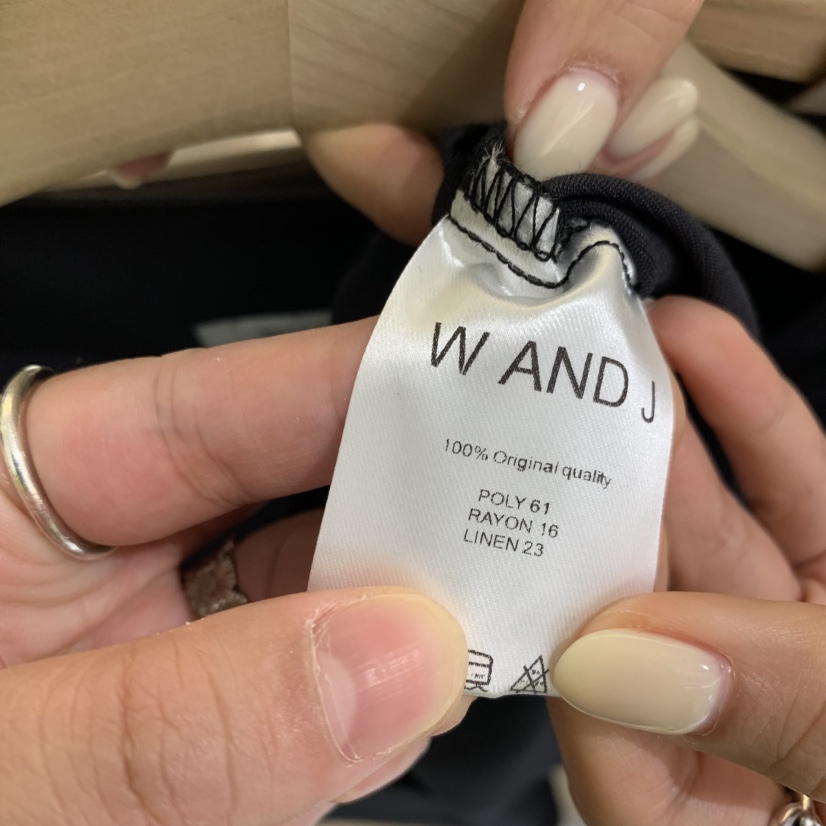 W AND J
100% Original quality
POLY 61
RAYON 16
LINEN 23